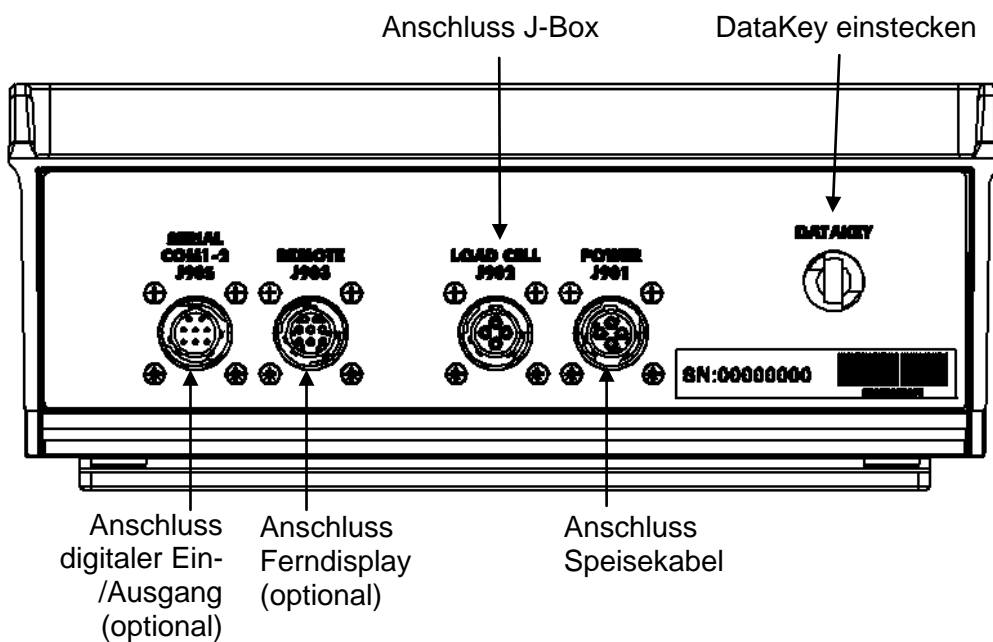 Anschluss J-Box
DataKey einstecken
SERIAL
COM1-2
J905
REMOTE
J903
LOAD CELL
J902
POWER
J901
DATAKEY
SN:00000000
Anschluss
digitaler Ein-
/Ausgang
(optional)
Anschluss
Ferndisplay
(optional)
Anschluss
Speisekabel